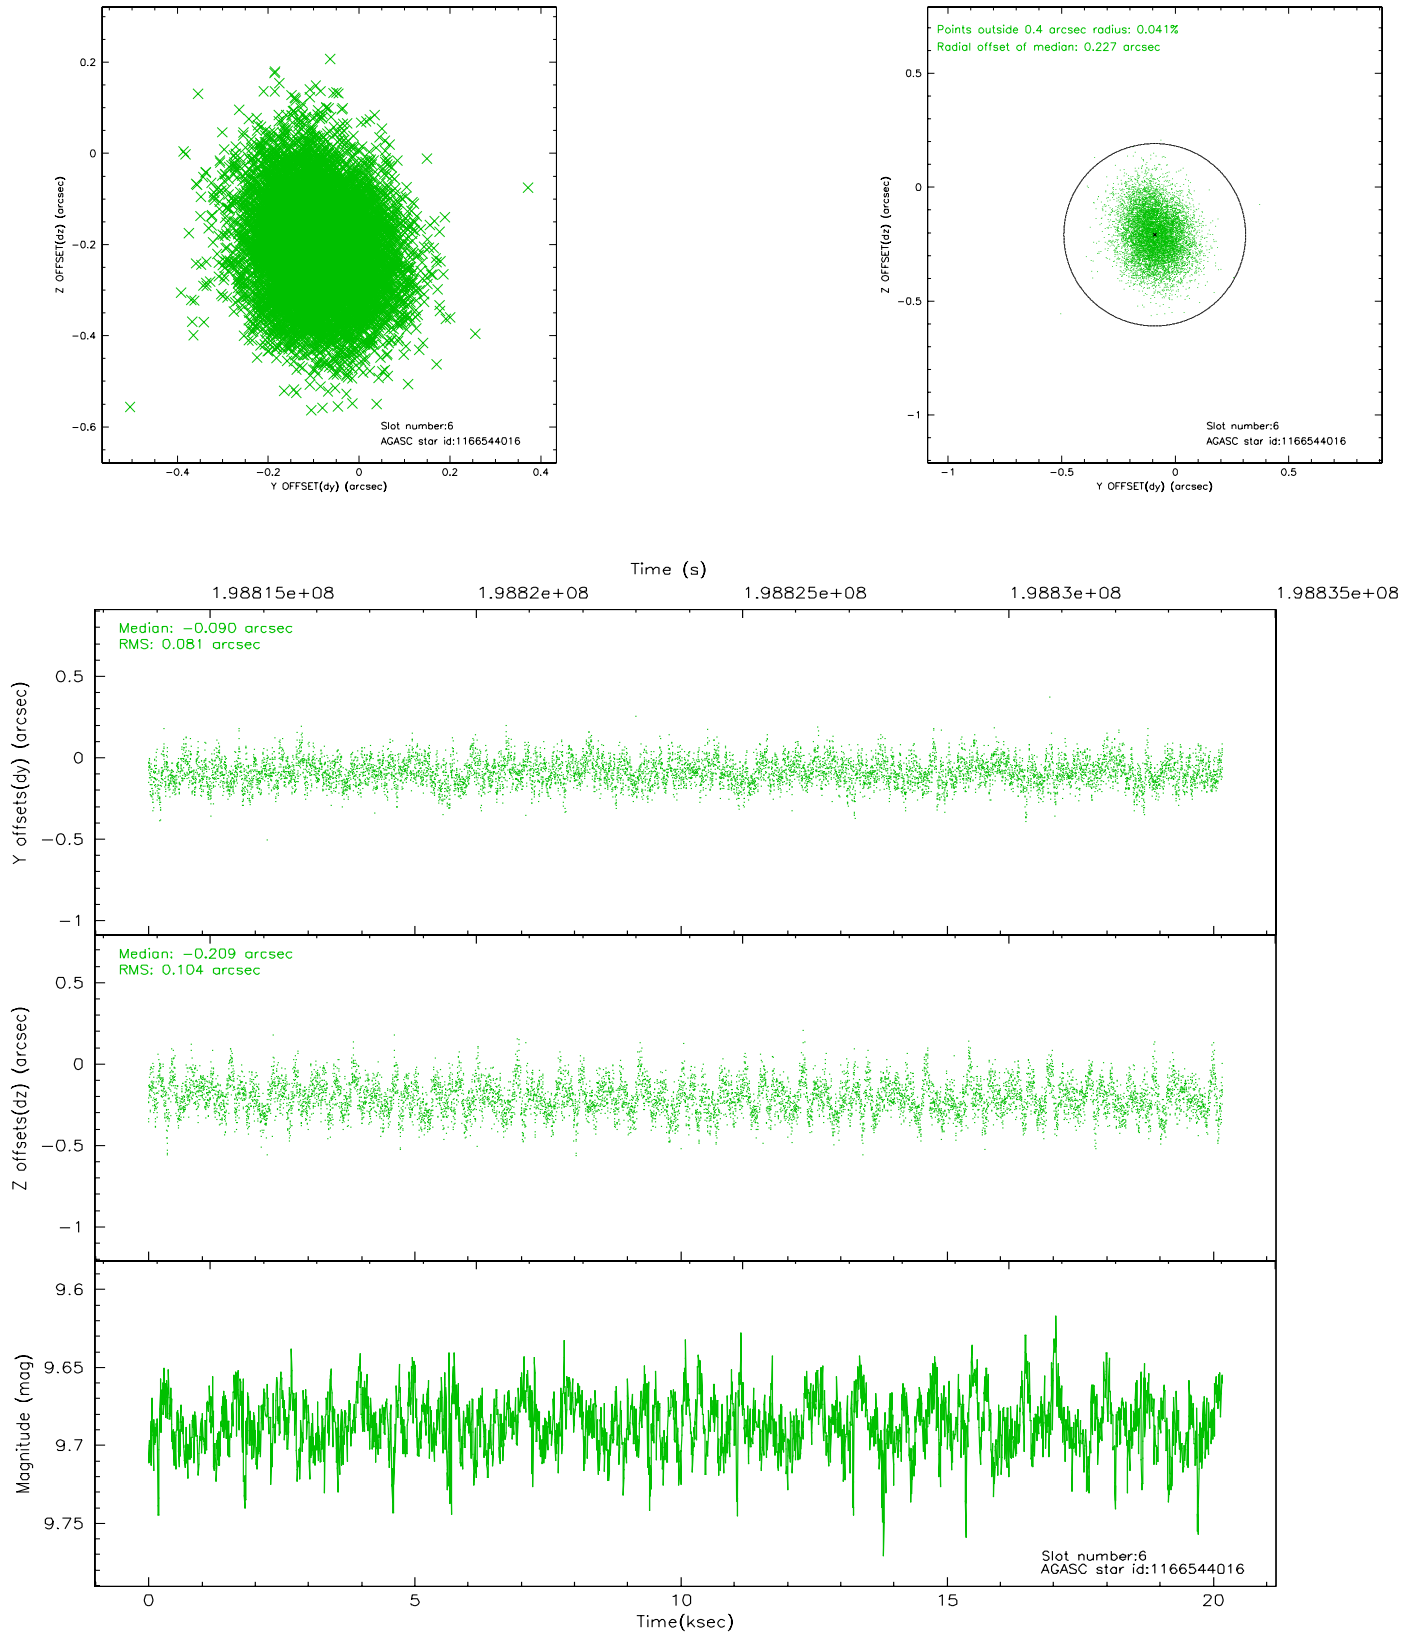 0.2
0
−0.2
−0.4
−0.6
Z OFFSET(dz) (arcsec)
−0.4 −0.2 0 0.2 0.4
Y OFFSET(dy) (arcsec)
Slot number:6
AGASC star id:1166544016
Points outside 0.4 arcsec radius: 0.041%
Radial offset of median: 0.227 arcsec
0.5
0
−0.5
−1
Z OFFSET(dz) (arcsec)
−1 −0.5 0 0.5
Y OFFSET(dy) (arcsec)
Slot number:6
AGASC star id:1166544016
Time (s)
1.98815e+08 1.9882e+08 1.98825e+08 1.9883e+08 1.98835e+08
Median: −0.090 arcsec
RMS: 0.081 arcsec
0.5
0
−0.5
−1
Y offsets(dy) (arcsec)
Median: −0.209 arcsec
RMS: 0.104 arcsec
0.5
0
−0.5
−1
Z offsets(dz) (arcsec)
9.6
9.65
9.7
9.75
Magnitude (mag)
Slot number:6
AGASC star id:1166544016
0 5 10 15 20
Time(ksec)